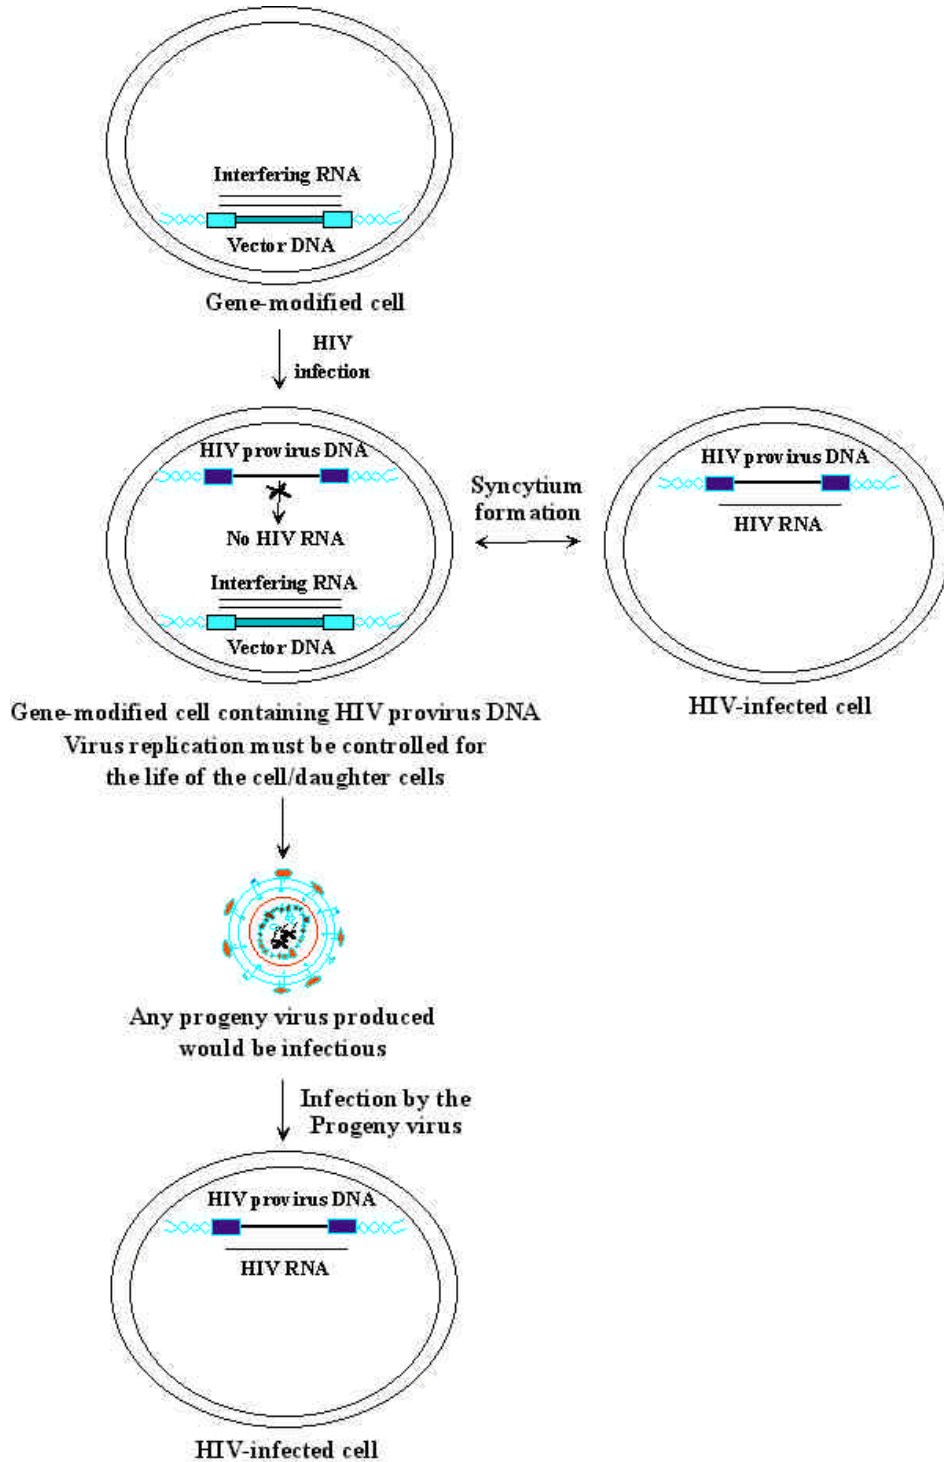 Interfering RNA
Vector DNA
Gene-modified cell
HIV
infection
HIV provirus DNA
No HIV RNA
Interfering RNA
Vector DNA
Syncytium
formation
HIV provirus DNA
HIV RNA
HIV-infected cell
Gene-modified cell containing HIV provirus DNA
Virus replication must be controlled for
the life of the cell/daughter cells
Any progeny virus produced
would be infectious
Infection by the
Progeny virus
HIV provirus DNA
HIV RNA
HIV-infected cell